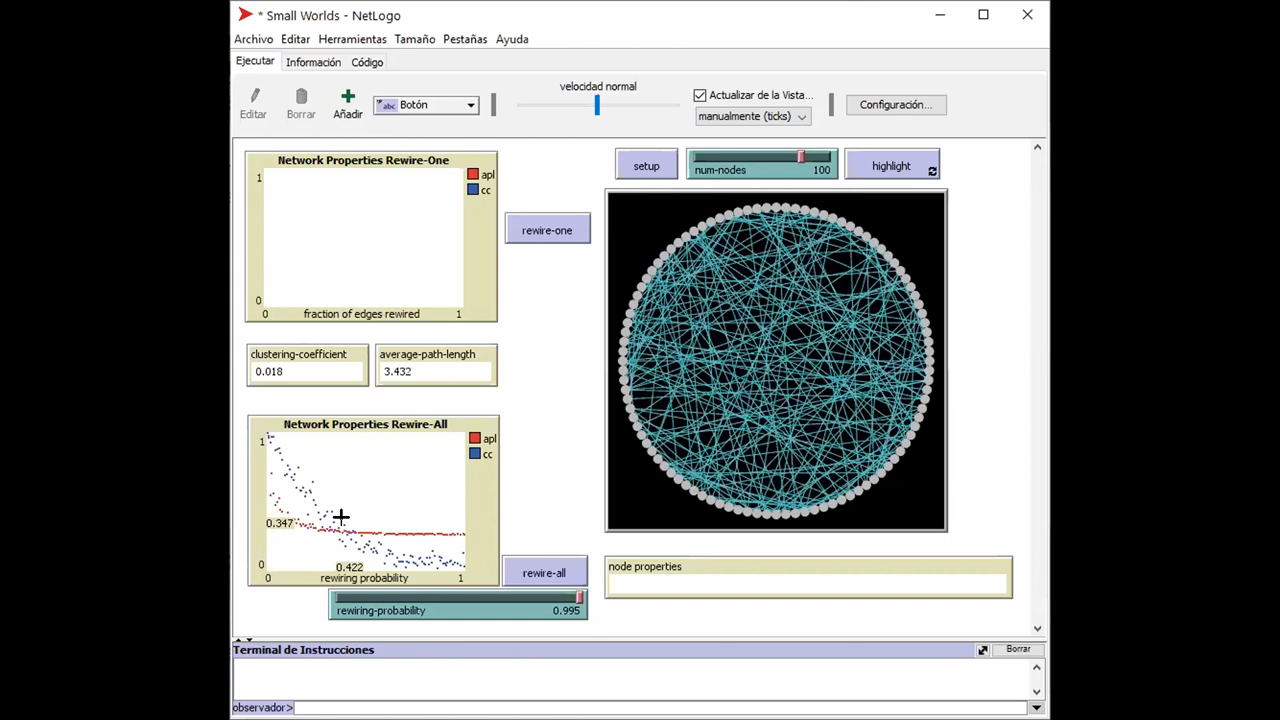 * Small Worlds - NetLogo
Archivo Editar Herramientas Tamaño Pestañas Ayuda
Ejecutar Información Código
Editar Borrar Añadir abc Botón velocidad normal Actualizar de la Vista... manualmente (ticks) Configuración...
Network Properties Rewire-One
1
0
0 fraction of edges rewired 1
apl
cc
rewire-one
setup
num-nodes 100
highlight
clustering-coefficient
0.018
average-path-length
3.432
Network Properties Rewire-All
1
0.347
0
0.422
0 rewiring probability 1
apl
cc
rewire-all
rewiring-probability 0.995
node properties
Terminal de Instrucciones Borrar
observador>